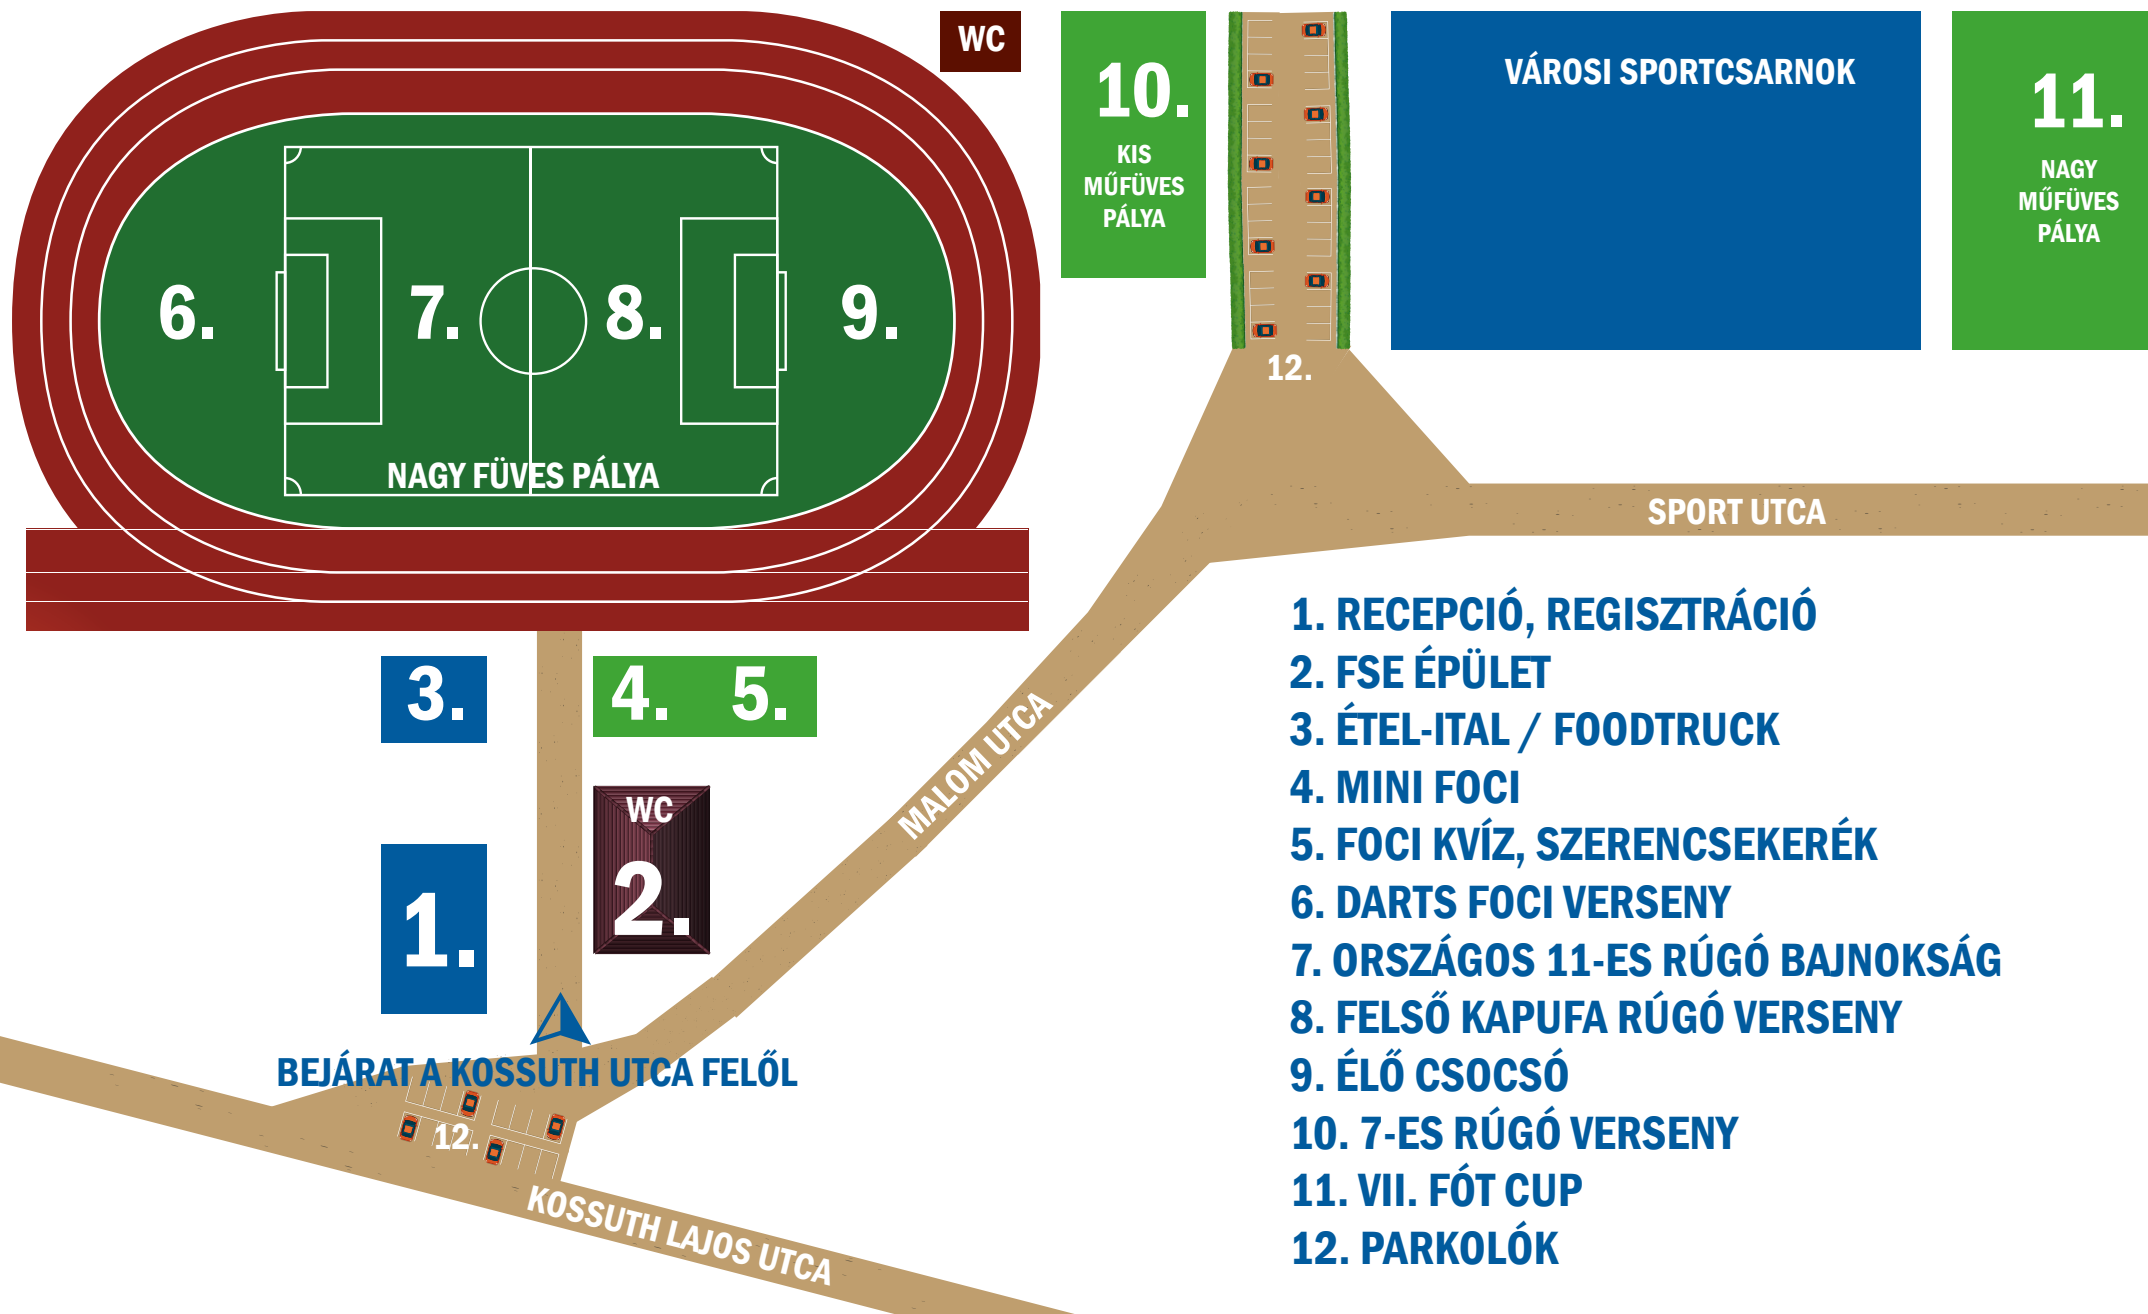 WC
10.
KIS
MŰFÜVES
PÁLYA
VÁROSI SPORTCSARNOK
11.
NAGY
MŰFÜVES
PÁLYA
6.
7.
8.
9.
NAGY FÜVES PÁLYA
12.
SPORT UTCA
3.
4.
5.
MALOM UTCA
WC
2.
1.
BEJÁRAT A KOSSUTH UTCA FELŐL
12.
KOSSUTH LAJOS UTCA
1. RECEPCIÓ, REGISZTRÁCIÓ
2. FSE ÉPÜLET
3. ÉTEL-ITAL / FOODTRUCK
4. MINI FOCI
5. FOCI KVÍZ, SZERENCSEKERÉK
6. DARTS FOCI VERSENY
7. ORSZÁGOS 11-ES RÚGÓ BAJNOKSÁG
8. FELSŐ KAPUFA RÚGÓ VERSENY
9. ÉLŐ CSOCSÓ
10. 7-ES RÚGÓ VERSENY
11. VII. FÓT CUP
12. PARKOLÓK